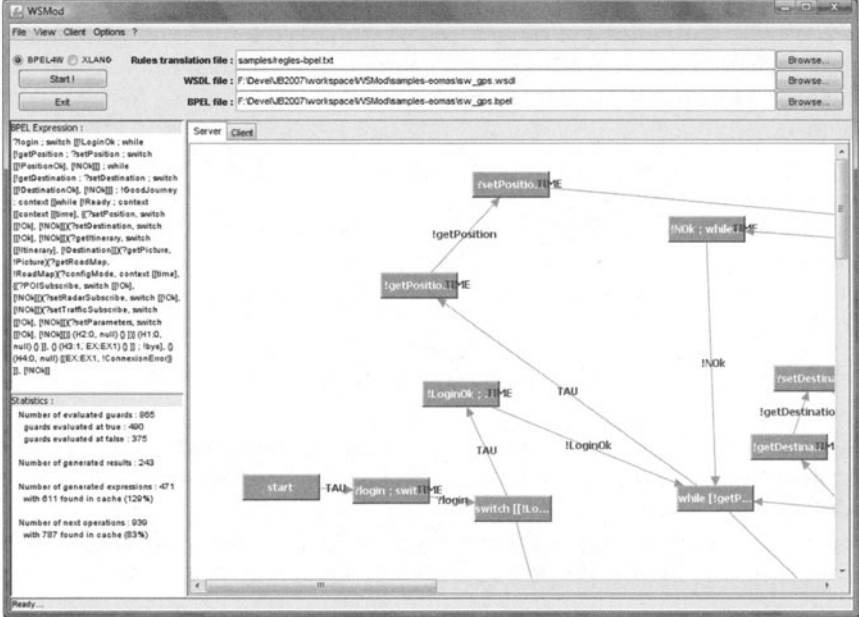 WSMod
File View Client Options ?
BPEL4W XLANG Rules translation file : samples/regles-bpel.txt Browse...
Start ! WSDL file : F:\Devel\JB2007\workspace\WSMod\samples-eomas\sw_gps.wsdl Browse...
Exit BPEL file : F:\Devel\JB2007\workspace\WSMod\samples-eomas\sw_gps.bpel Browse...
BPEL Expression :
?login ; switch [[!LoginOk ; while
[!getPosition ; ?setPosition ; switch
[[!PositionOk], [!NOk]]] ; while
[!getDestination ; ?setDestination ; switch
[[!DestinationOk], [!NOk]]] ; !GoodJourney
; context [[while [!Ready ; context
[[context [[time], {(?setPosition, switch
[[!Ok], [!NOk]])(?setDestination, switch
[[!Ok], [!NOk]])(?getItinerary, switch
[[!Itinerary], [!Destination]])(?getPicture,
!Picture)(?getRoadMap,
!RoadMap)(?configMode, context [[time],
{(?POISubscribe, switch [[!Ok],
[!NOk]])(?setRadarSubscribe, switch [[!Ok],
[!NOk]])(?setTrafficSubscribe, switch
[[!Ok], [!NOk]])(?setParameters, switch
[[!Ok], [!NOk]])} (H2:0, null) {} ])} (H1:0,
null) {} ]], {} (H3:1, EX:EX1) {} ]] ; !bye], {}
(H4:0, null) {[EX:EX1, !ConnexionError]}
]], [!NOk]]
Statistics :
Number of evaluated guards : 865
guards evaluated at true : 490
guards evaluated at false : 375
Number of generated results : 243
Number of generated expressions : 471
with 611 found in cache (129%)
Number of next operations : 939
with 787 found in cache (83%)
Server Client
?setPositio. TIME
!getPosition
!NOk ; while TIME
!getPositio. TIME
!NOk
?setDestina
!LoginOk ; . TIME
TAU
!getDestinatio
TAU
!LoginOk
!getDestina.
start TAU ?login ; swit TIME
?login
switch [[!Lo...
while [!getP...
Ready...